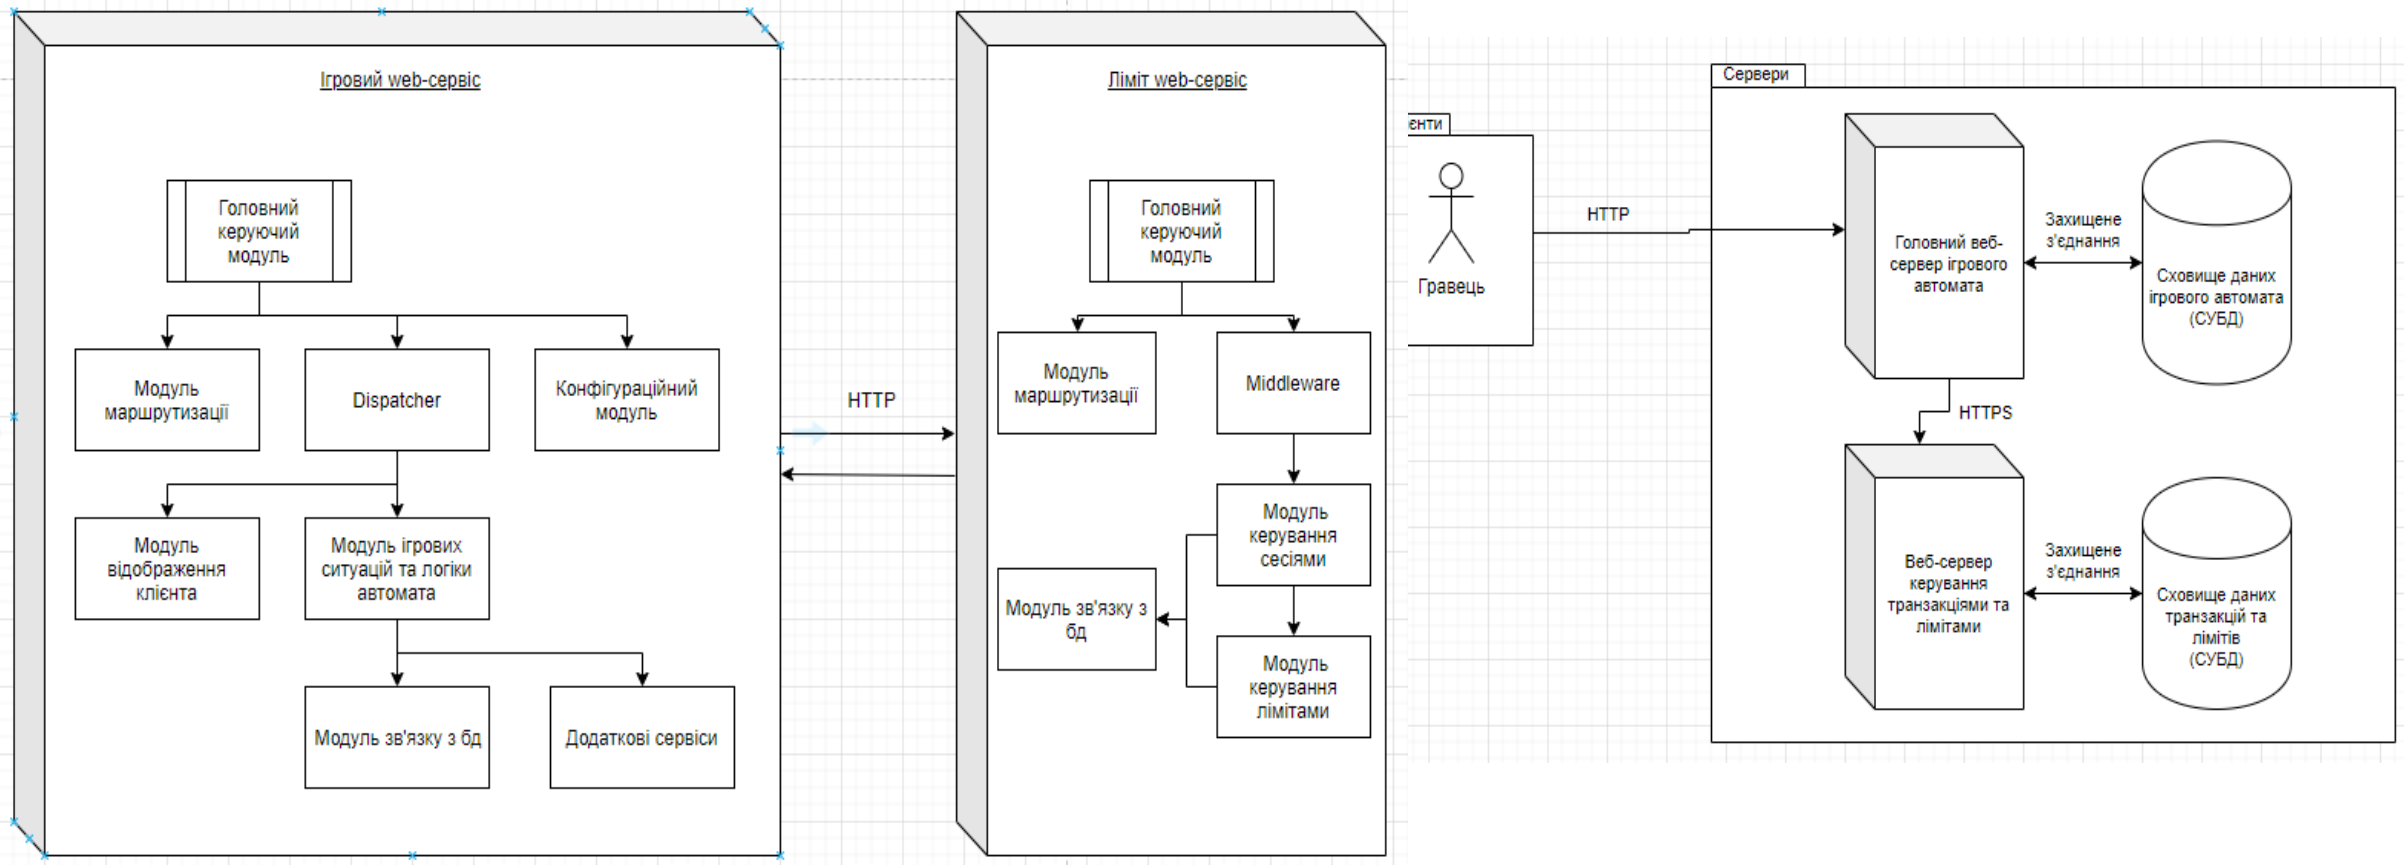 Ігровий web-сервіс
Головний
керуючий
модуль
Модуль
маршрутизації
Dispatcher
Конфігураційний
модуль
Модуль
відображення
клієнта
Модуль ігрових
ситуацій та логіки
автомата
Модуль зв'язку з бд
Додаткові сервіси
HTTP
Ліміт web-сервіс
Головний
керуючий
модуль
Модуль
маршрутизації
Middleware
Модуль
керування
сесіями
Модуль зв'язку з
бд
Модуль
керування
лімітами
єнти
Гравець
HTTP
Сервери
Головний веб-
сервер ігрового
автомата
Захищене
з'єднання
Сховище даних
ігрового автомата
(СУБД)
HTTPS
Веб-сервер
керування
транзакціями та
лімітами
Захищене
з'єднання
Сховище даних
транзакцій та
лімітів
(СУБД)